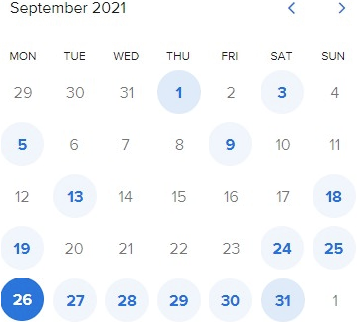 September 2021
MON TUE WED THU FRI SAT SUN
29 30 31 1 2 3 4
5 6 7 8 9 10 11
12 13 14 15 16 17 18
19 20 21 22 23 24 25
26 27 28 29 30 31 1